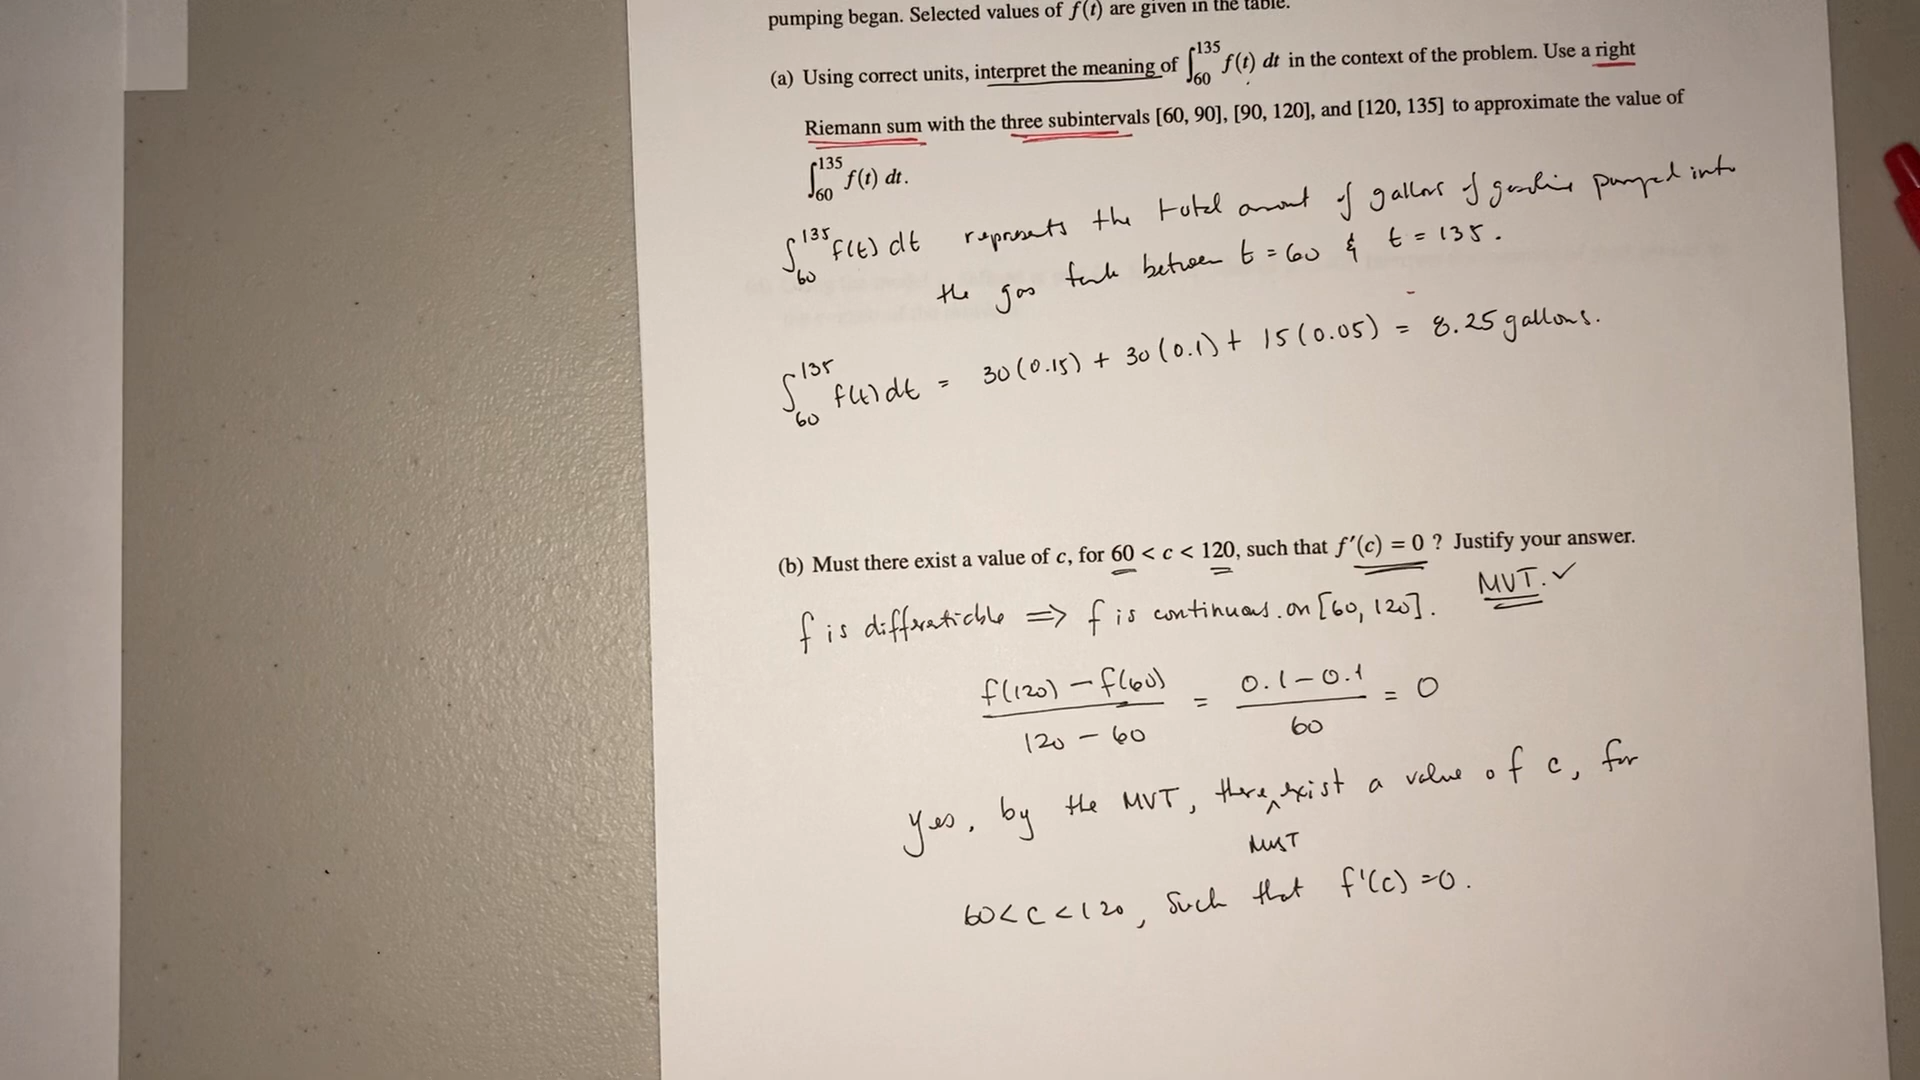 pumping began. Selected values of f(t) are given in the table.
(a) Using correct units, interpret the meaning of ∫₆₀¹³⁵ f(t) dt in the context of the problem. Use a right
Riemann sum with the three subintervals [60, 90], [90, 120], and [120, 135] to approximate the value of
∫₆₀¹³⁵ f(t) dt.
∫₆₀¹³⁵ f(t) dt represents the total amount of gallons of gasoline pumped into
the gas tank between t = 60 & t = 135.
∫₆₀¹³⁵ f(t) dt = 30(0.15) + 30(0.1) + 15(0.05) = 8.25 gallons.
(b) Must there exist a value of c, for 60 < c < 120, such that f′(c) = 0 ? Justify your answer.
MVT. ✓
f is differentiable ⟹ f is continuous. on [60, 120].
f(120) − f(60) / 120 − 60 = 0.1 − 0.1 / 60 = 0
yes, by the MVT, there ^ exist a value of c, for
MUST
60 < c < 120, such that f'(c) = 0.